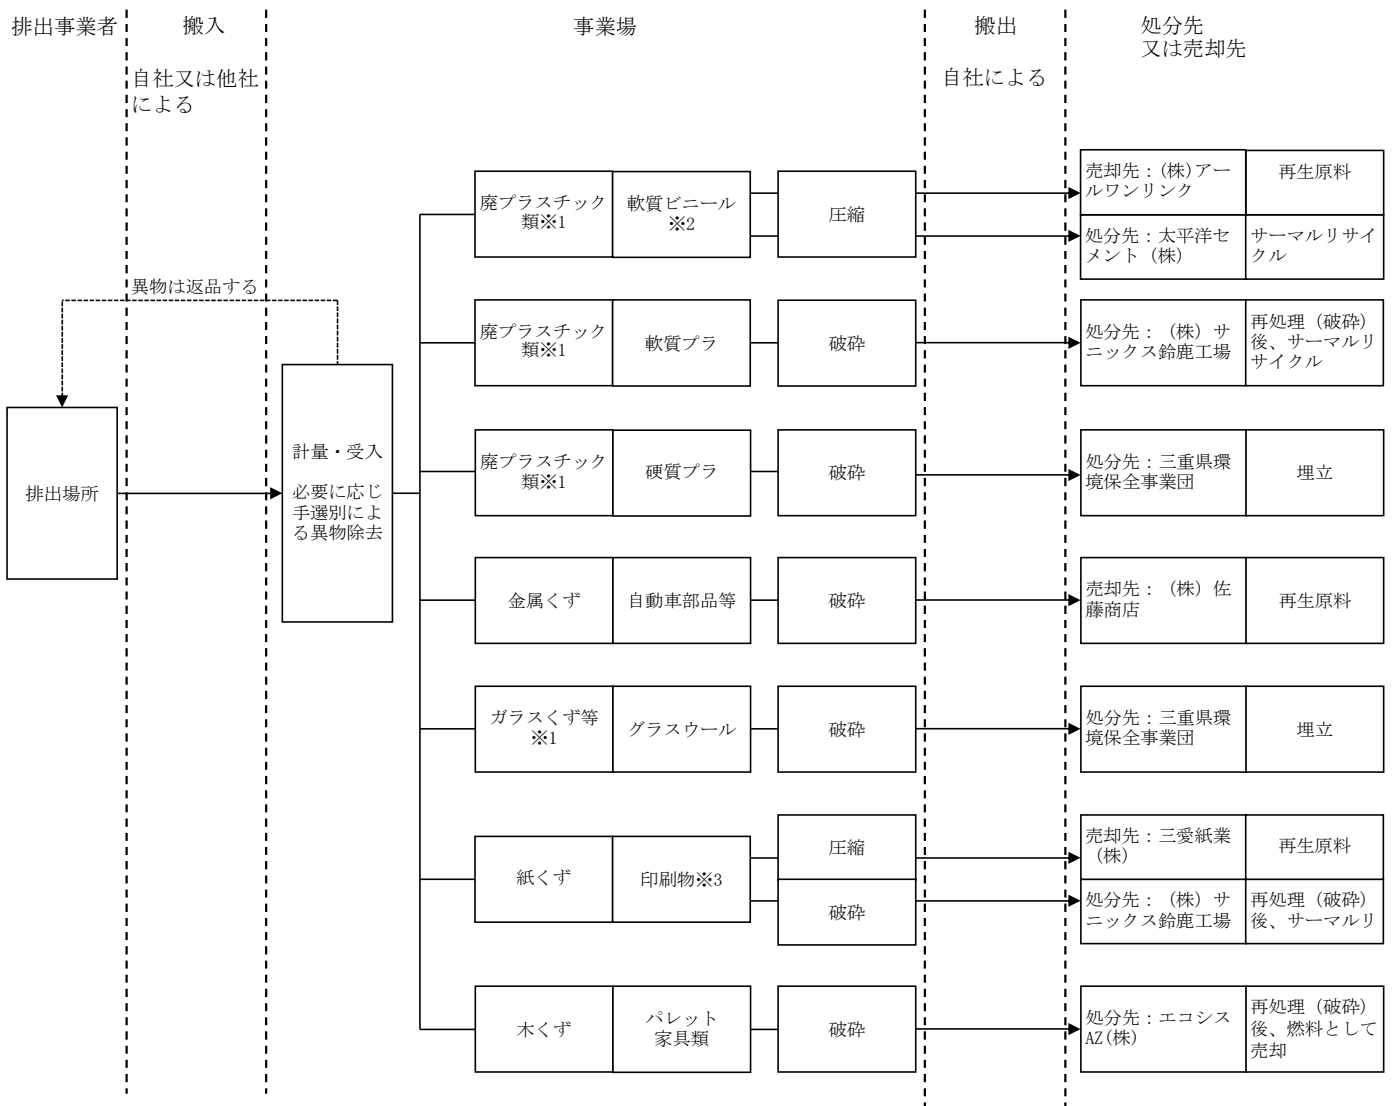 排出事業者
搬入
自社又は他社
による
事業場
搬出
自社による
処分先
又は売却先
異物は返品する
排出場所
計量・受入
必要に応じ
手選別によ
る異物除去
廃プラスチック
類※1
軟質ビニール
※2
圧縮
売却先：(株)アー
ルワンリンク
再生原料
処分先：太平洋セ
メント（株）
サーマルリサイ
クル
廃プラスチック
類※1
軟質プラ
破砕
処分先：（株）サ
ニックス鈴鹿工場
再処理（破砕）
後、サーマルリ
サイクル
廃プラスチック
類※1
硬質プラ
破砕
処分先：三重県環
境保全事業団
埋立
金属くず
自動車部品等
破砕
売却先：（株）佐
藤商店
再生原料
ガラスくず等
※1
グラスウール
破砕
処分先：三重県環
境保全事業団
埋立
紙くず
印刷物※3
圧縮
売却先：三愛紙業
（株）
再生原料
破砕
処分先：（株）サ
ニックス鈴鹿工場
再処理（破砕）
後、サーマルリ
木くず
パレット
家具類
破砕
処分先：エコシス
AZ(株)
再処理（破砕）
後、燃料として
売却